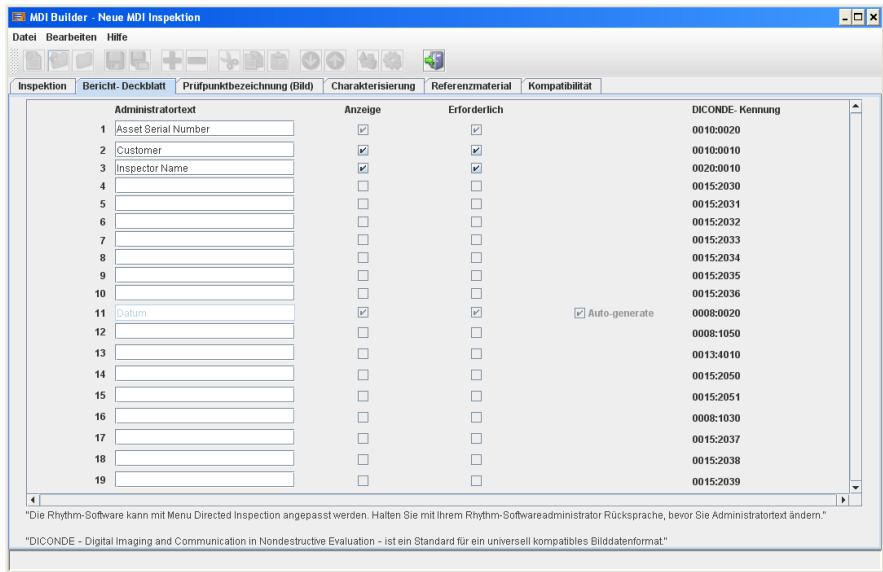 MDI Builder - Neue MDI Inspektion
Datei Bearbeiten Hilfe
Inspektion Bericht- Deckblatt Prüfpunktbezeichnung (Bild) Charakterisierung Referenzmaterial Kompatibilität
Administratortext Anzeige Erforderlich DICONDE- Kennung
1 Asset Serial Number 0010:0020
2 Customer 0010:0010
3 Inspector Name 0020:0010
4 0015:2030
5 0015:2031
6 0015:2032
7 0015:2033
8 0015:2034
9 0015:2035
10 0015:2036
11 Datum Auto-generate 0008:0020
12 0008:1050
13 0013:4010
14 0015:2050
15 0015:2051
16 0008:1030
17 0015:2037
18 0015:2038
19 0015:2039
"Die Rhythm-Software kann mit Menu Directed Inspection angepasst werden. Halten Sie mit Ihrem Rhythm-Softwareadministrator Rücksprache, bevor Sie Administratortext ändern."
"DICONDE - Digital Imaging and Communication in Nondestructive Evaluation - ist ein Standard für ein universell kompatibles Bilddatenformat."